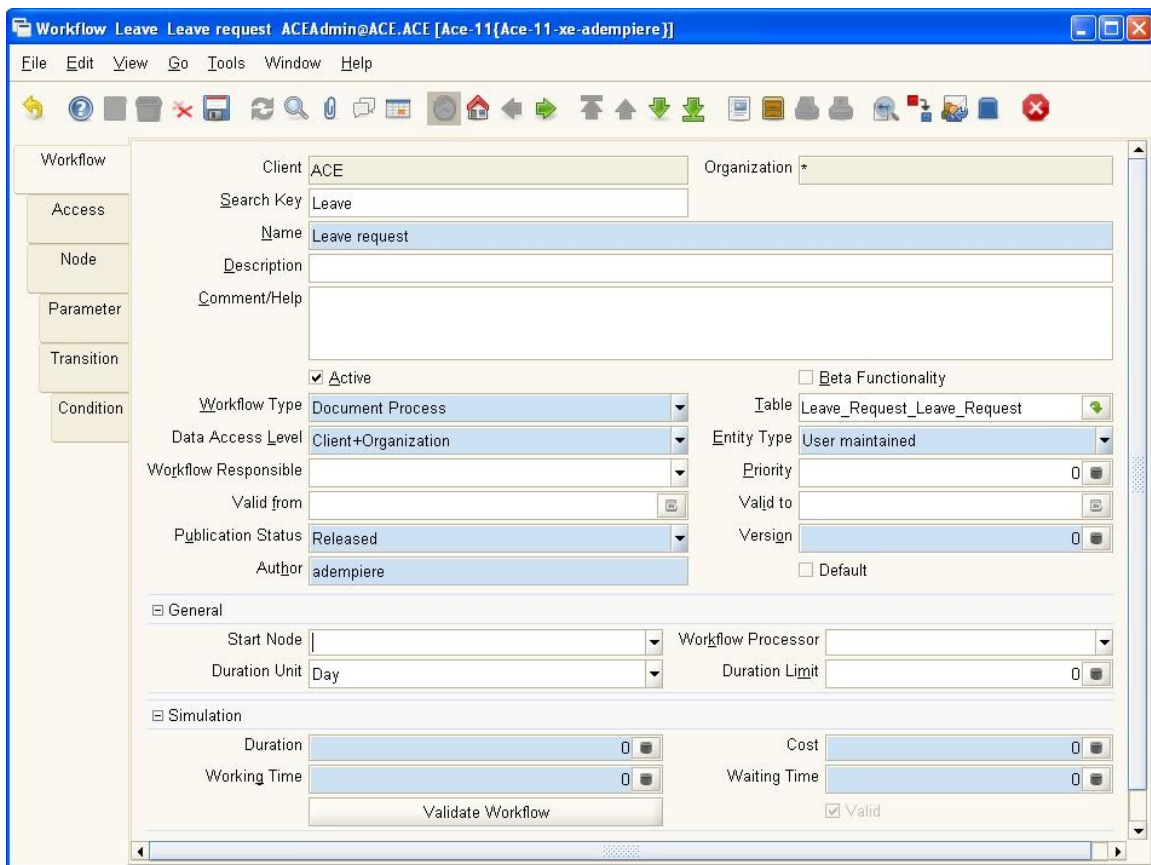 Workflow Leave Leave request ACEAdmin@ACE.ACE [Ace-11{Ace-11-xe-adempiere}]
File Edit View Go Tools Window Help
Workflow
Access
Node
Parameter
Transition
Condition
Client ACE Organization *
Search Key Leave
Name Leave request
Description
Comment/Help
Active Beta Functionality
Workflow Type Document Process Table Leave_Request_Leave_Request
Data Access Level Client+Organization Entity Type User maintained
Workflow Responsible Priority 0
Valid from Valid to
Publication Status Released Version 0
Author adempiere Default
General
Start Node Workflow Processor
Duration Unit Day Duration Limit 0
Simulation
Duration 0 Cost 0
Working Time 0 Waiting Time 0
Validate Workflow Valid